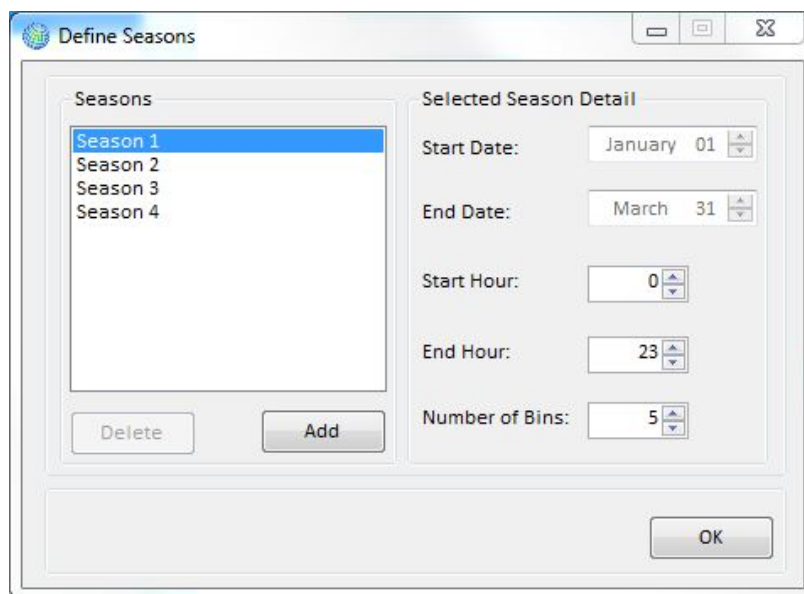 Define Seasons
Seasons
Season 1
Season 2
Season 3
Season 4
Delete
Add
Selected Season Detail
Start Date: January 01
End Date: March 31
Start Hour: 0
End Hour: 23
Number of Bins: 5
OK